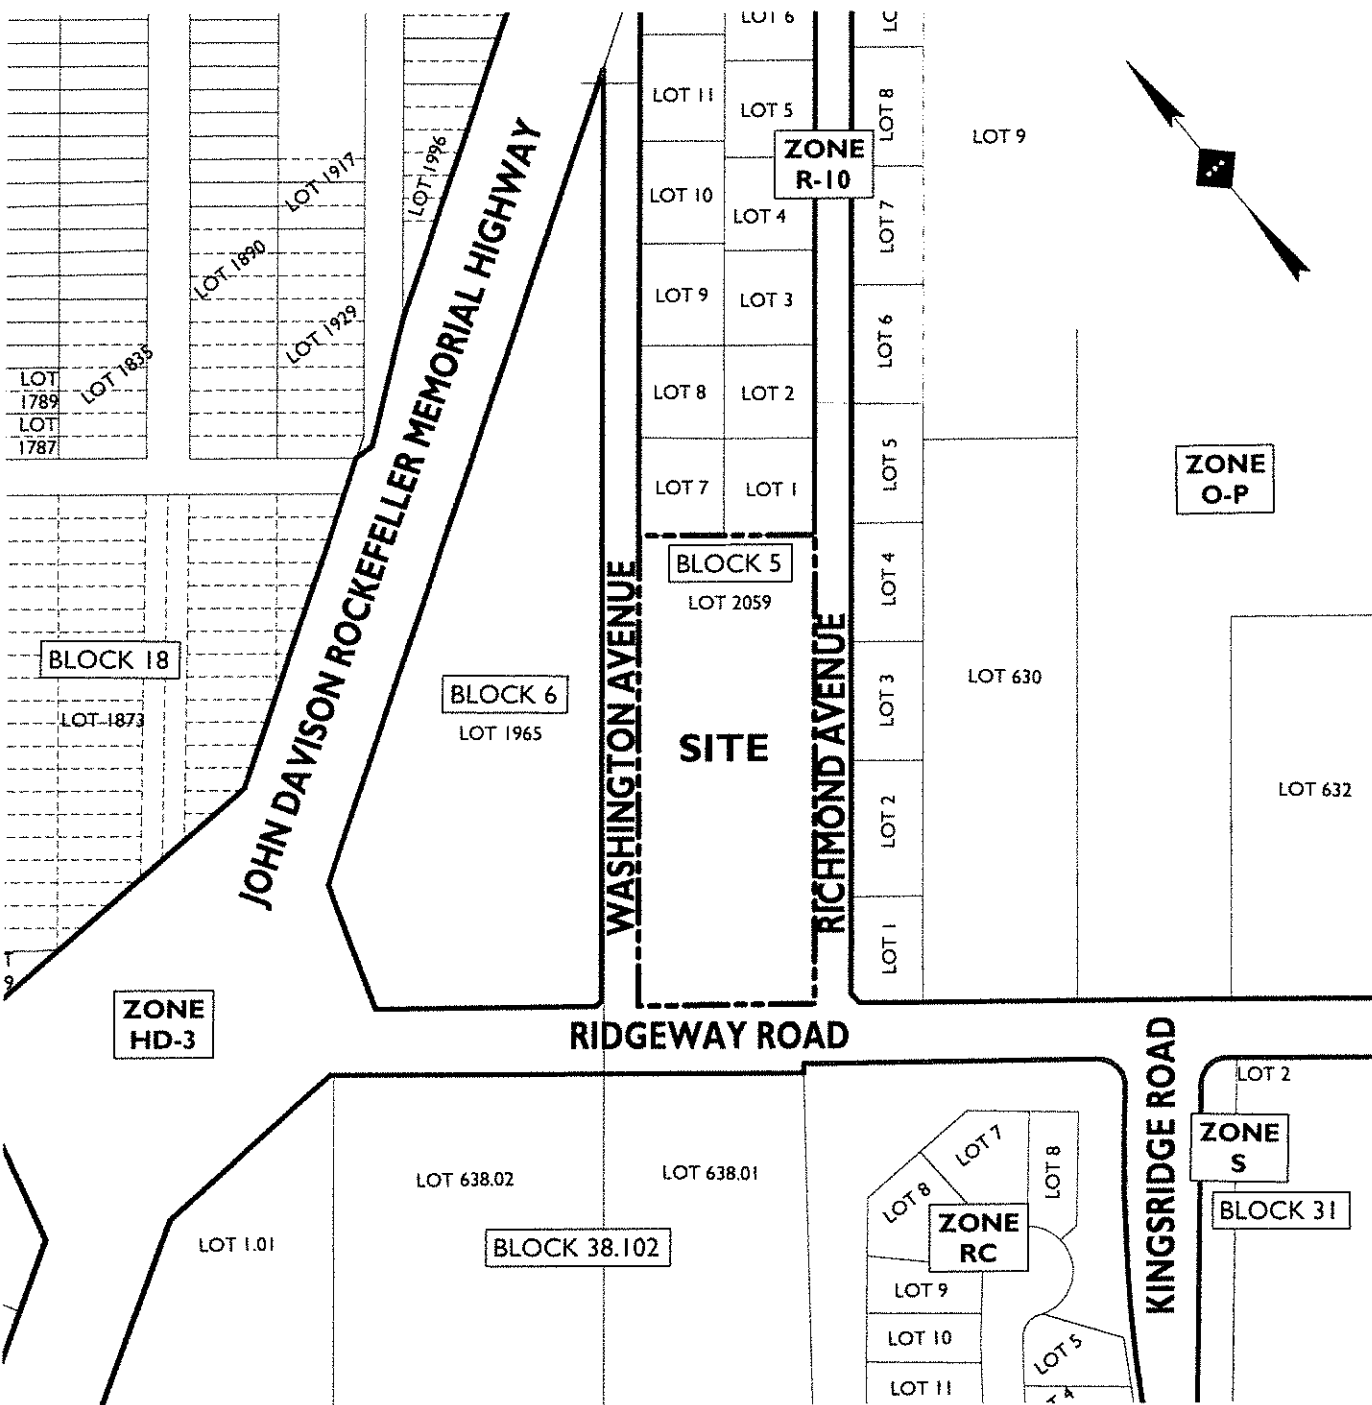 LOT 6
LC
LOT 11
LOT 5
LOT 8
LOT 9
ZONE
R-10
LOT 1996
LOT 1917
LOT 10
LOT 4
LOT 7
LOT 1890
LOT 9
LOT 3
LOT 1929
LOT 6
LOT 1835
LOT
1789
LOT
1787
LOT 8
LOT 2
JOHN DAVISON ROCKEFELLER MEMORIAL HIGHWAY
LOT 5
ZONE
O-P
LOT 7
LOT 1
BLOCK 5
LOT 2059
LOT 4
WASHINGTON AVENUE
RICHMOND AVENUE
BLOCK 18
LOT 1873
BLOCK 6
LOT 1965
SITE
LOT 3
LOT 630
LOT 632
LOT 2
LOT 1
T
9
ZONE
HD-3
RIDGEWAY ROAD
KINGSRIDGE ROAD
LOT 2
ZONE
S
BLOCK 31
LOT 638.02
LOT 638.01
LOT 7
LOT 8
LOT 8
ZONE
RC
LOT 1.01
BLOCK 38.102
LOT 9
LOT 10
LOT 11
LOT 5
T 4